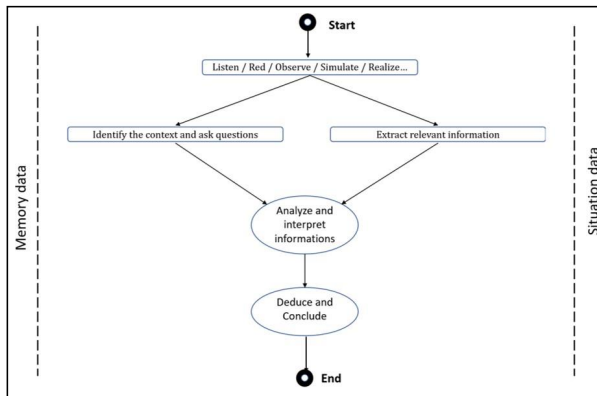 Start
Listen / Red / Observe / Simulate / Realize...
Identify the context and ask questions
Extract relevant information
Memory data
Situation data
Analyze and
interpret
informations
Deduce and
Conclude
End